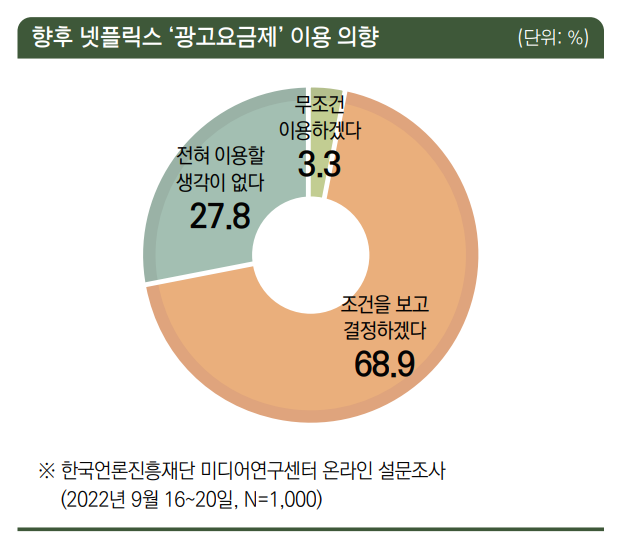 향후 넷플릭스 ‘광고요금제’ 이용 의향
(단위: %)
무조건
이용하겠다
3.3
전혀 이용할
생각이 없다
27.8
조건을 보고
결정하겠다
68.9
※ 한국언론진흥재단 미디어연구센터 온라인 설문조사
(2022년 9월 16~20일, N=1,000)